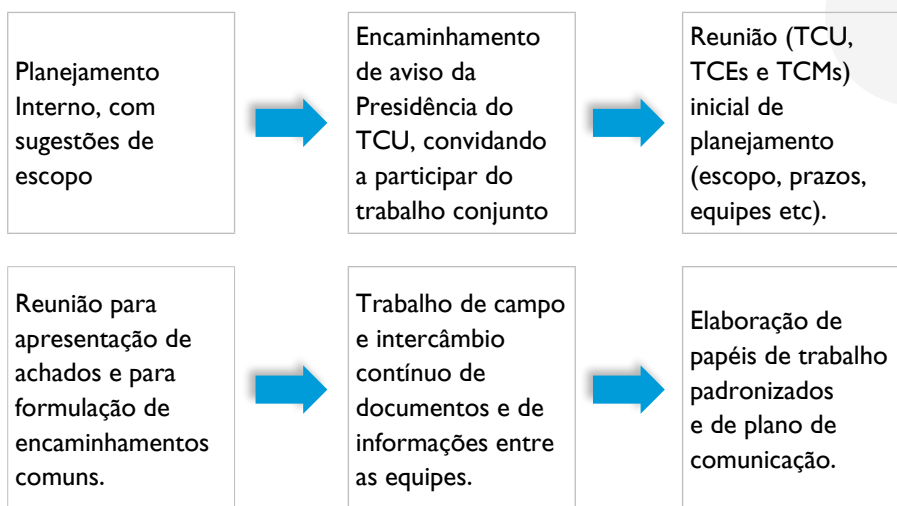 Planejamento
Interno, com
sugestões de
escopo
Encaminhamento
de aviso da
Presidência do
TCU, convidando
a participar do
trabalho conjunto
Reunião (TCU,
TCEs e TCMs)
inicial de
planejamento
(escopo, prazos,
equipes etc).
Reunião para
apresentação de
achados e para
formulação de
encaminhamentos
comuns.
Trabalho de campo
e intercâmbio
contínuo de
documentos e de
informações entre
as equipes.
Elaboração de
papéis de trabalho
padronizados
e de plano de
comunicação.